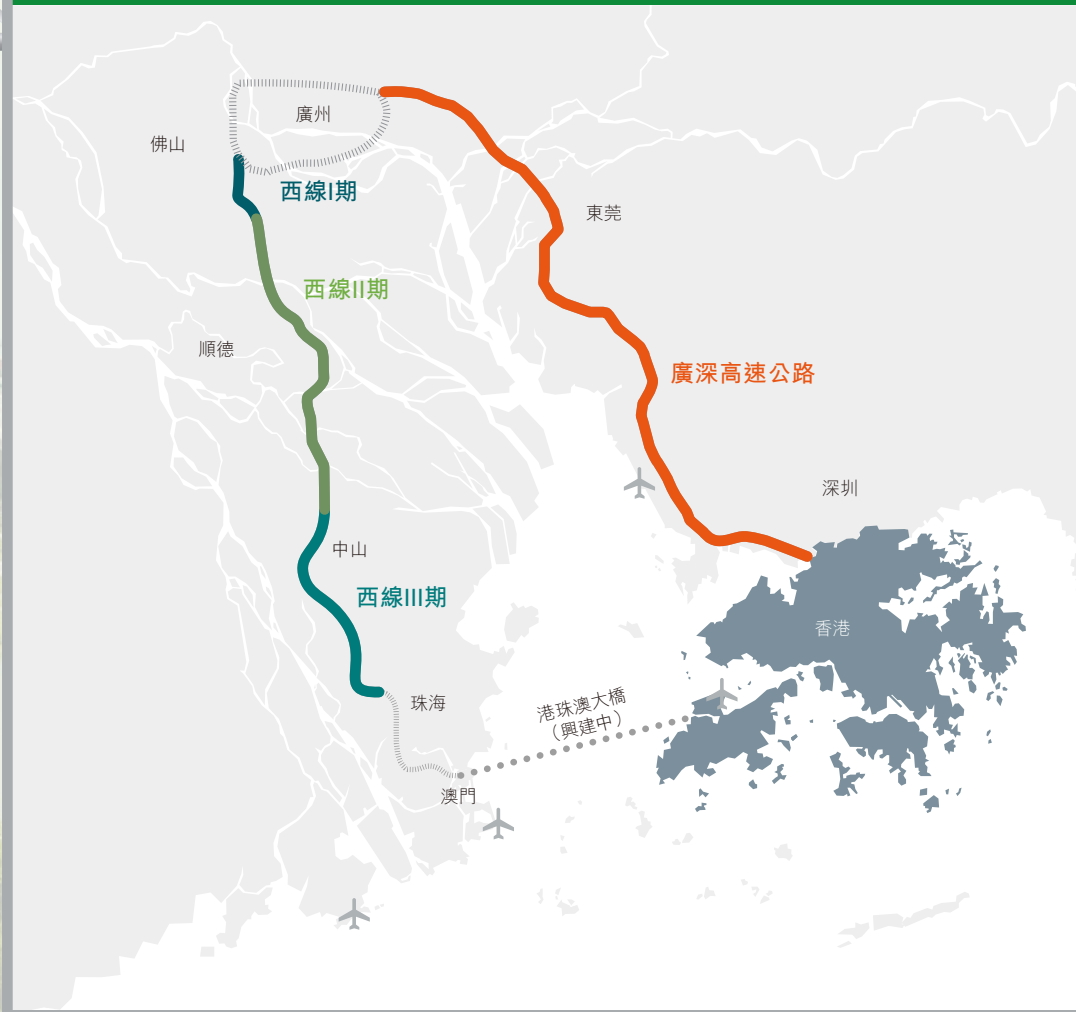 廣州
佛山
西線I期
東莞
西線II期
順德
廣深高速公路
深圳
中山
西線III期
香港
珠海
港珠澳大橋
（興建中）
澳門